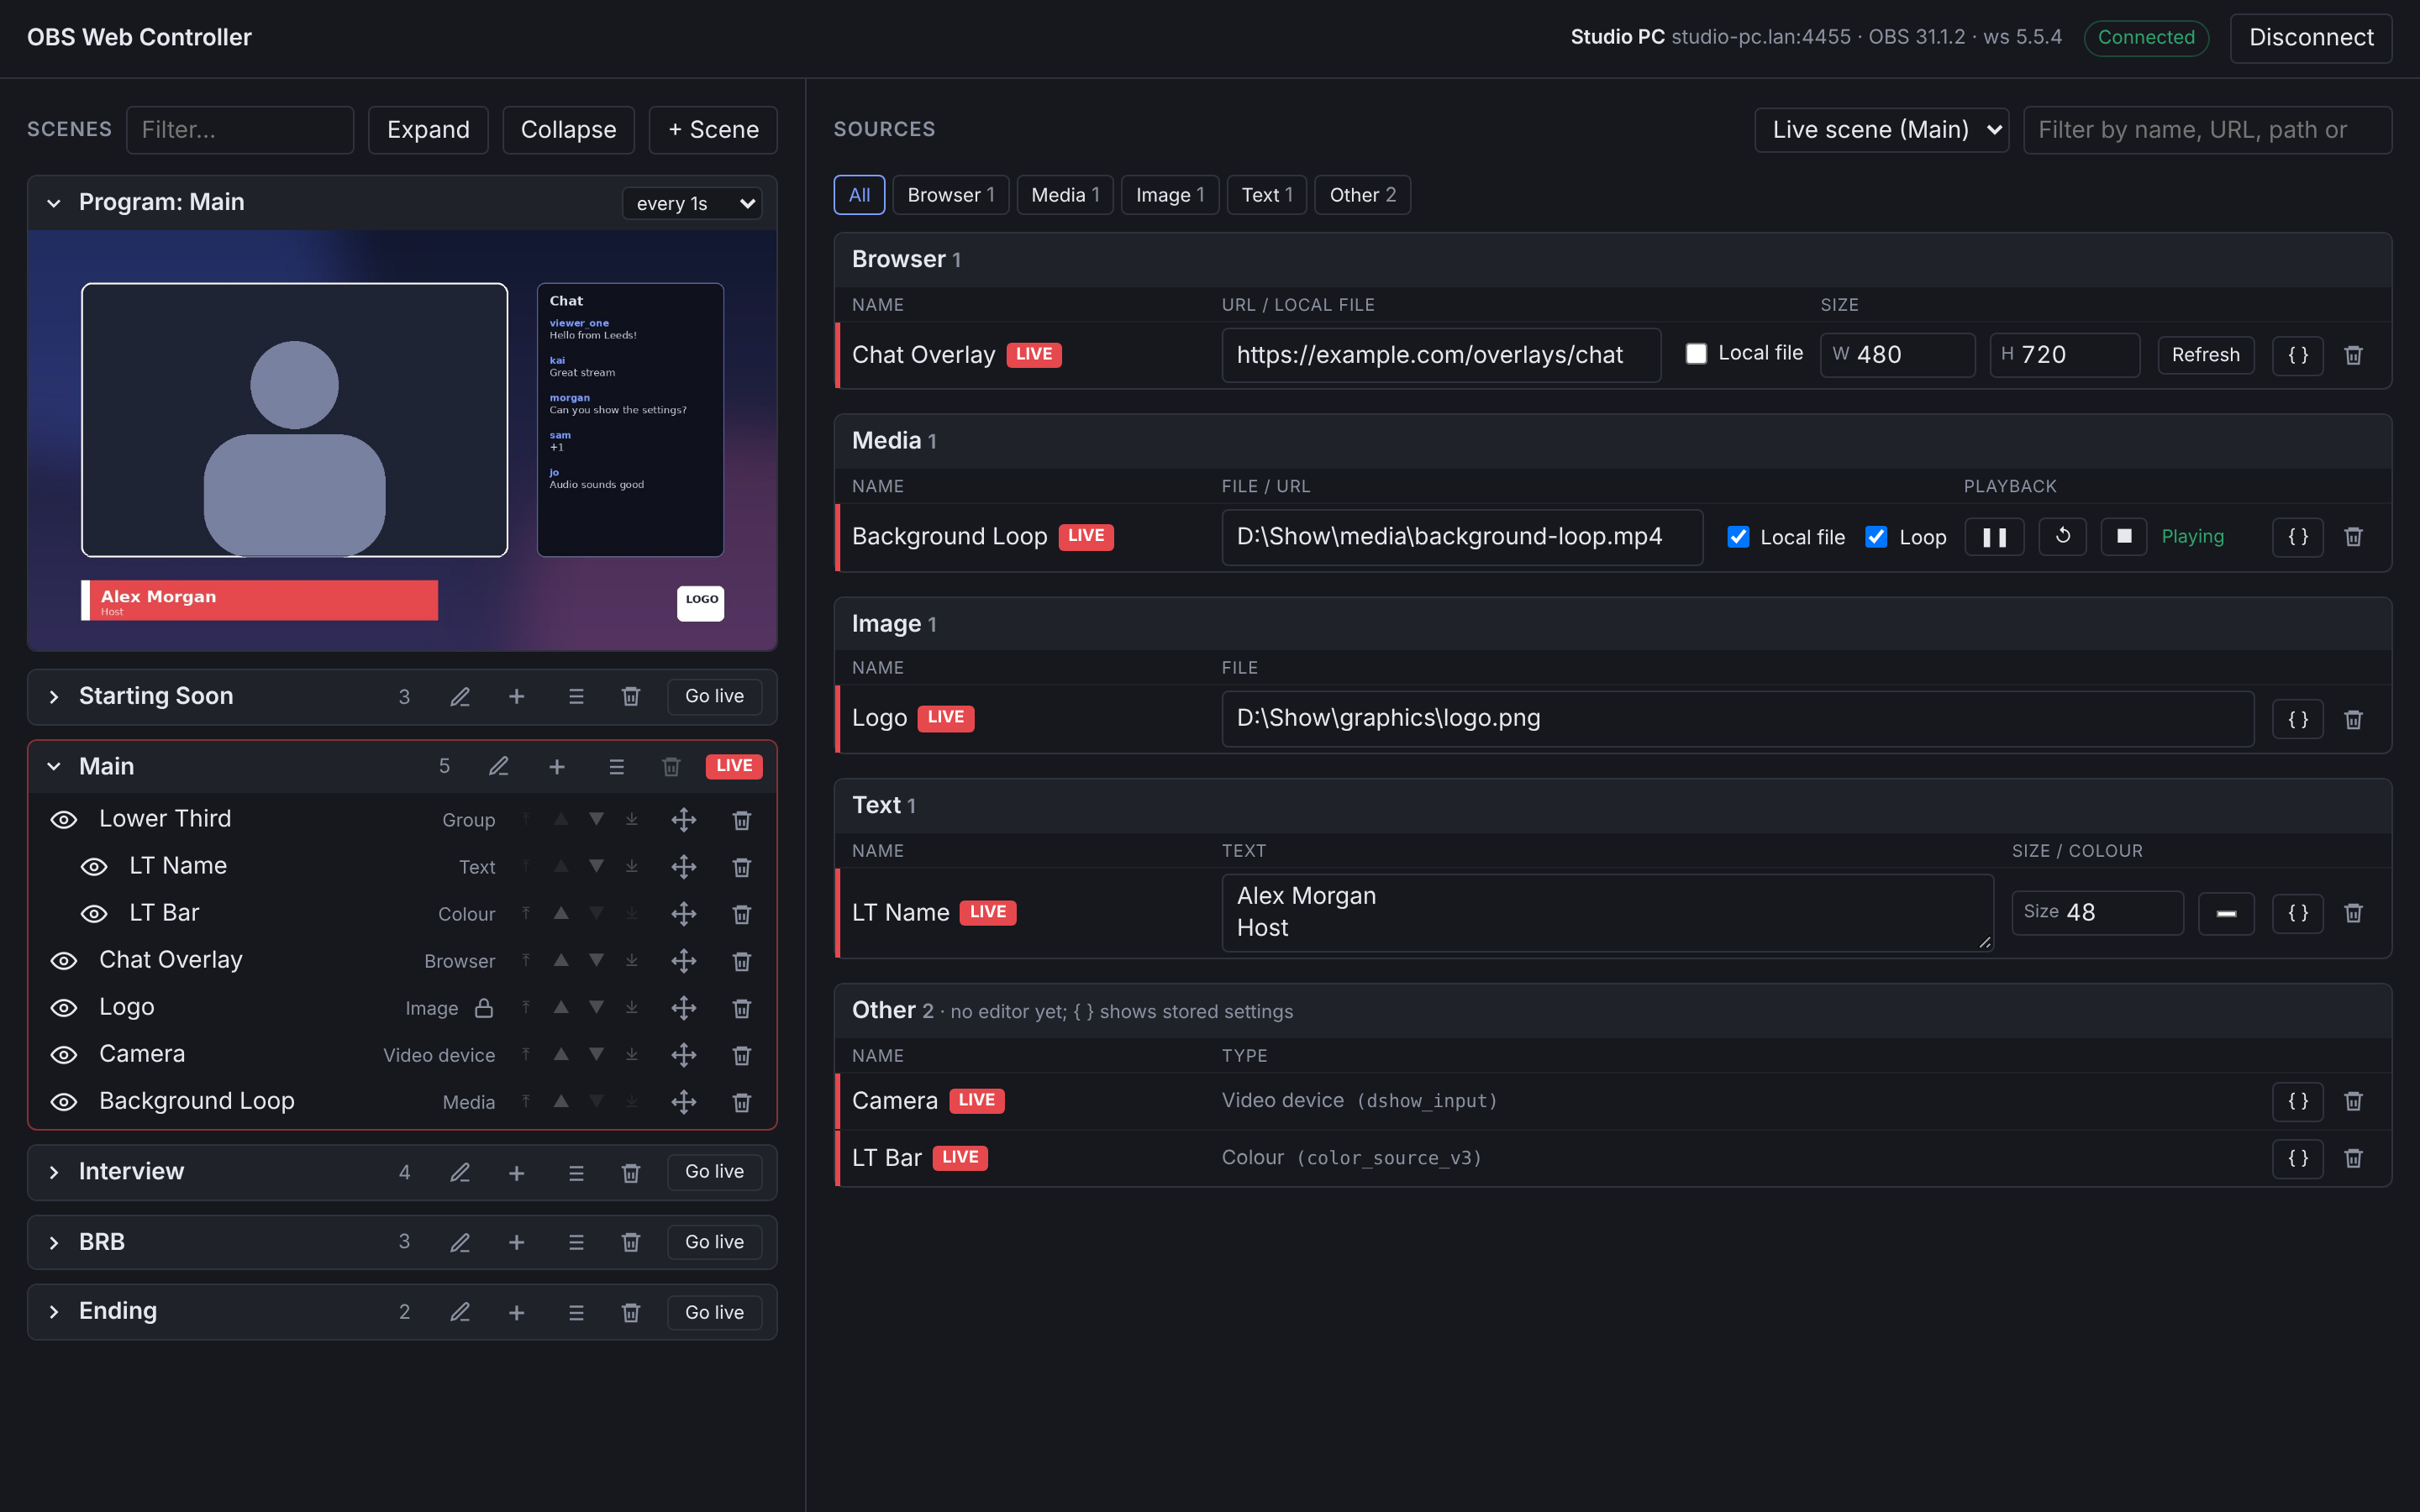 OBS Web Controller
Studio PC studio-pc.lan:4455 · OBS 31.1.2 · ws 5.5.4 Connected Disconnect
SCENES Filter... Expand Collapse + Scene
Program: Main every 1s
Chat
viewer_one
Hello from Leeds!
kai
Great stream
morgan
Can you show the settings?
sam
+1
jo
Audio sounds good
Alex Morgan
Host
LOGO
Starting Soon 3 Go live
Main 5 LIVE
Lower Third Group
LT Name Text
LT Bar Colour
Chat Overlay Browser
Logo Image
Camera Video device
Background Loop Media
Interview 4 Go live
BRB 3 Go live
Ending 2 Go live
SOURCES Live scene (Main) Filter by name, URL, path or
All Browser 1 Media 1 Image 1 Text 1 Other 2
Browser 1
NAME URL / LOCAL FILE SIZE
Chat Overlay LIVE https://example.com/overlays/chat Local file W 480 H 720 Refresh { }
Media 1
NAME FILE / URL PLAYBACK
Background Loop LIVE D:\Show\media\background-loop.mp4 Local file Loop Playing { }
Image 1
NAME FILE
Logo LIVE D:\Show\graphics\logo.png { }
Text 1
NAME TEXT SIZE / COLOUR
LT Name LIVE Alex Morgan
Host
Size 48 { }
Other 2 · no editor yet; { } shows stored settings
NAME TYPE
Camera LIVE Video device (dshow_input) { }
LT Bar LIVE Colour (color_source_v3) { }